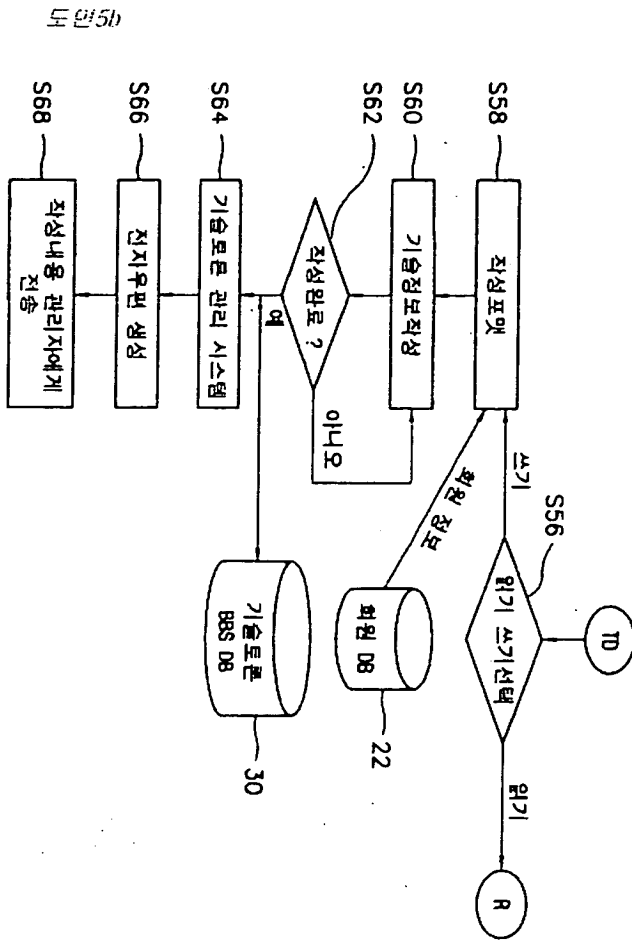 도면5b
TD
S56
읽기 쓰기선택
쓰기
읽기
R
S58
작성포맷
회원 정보
회원 DB
22
S60
기술정보작성
S62
작성완료 ?
아니오
예
기술토론
BBS DB
30
S64
기술토론 관리 시스템
S66
전자우편 생성
S68
작성내용 관리자에게
전송